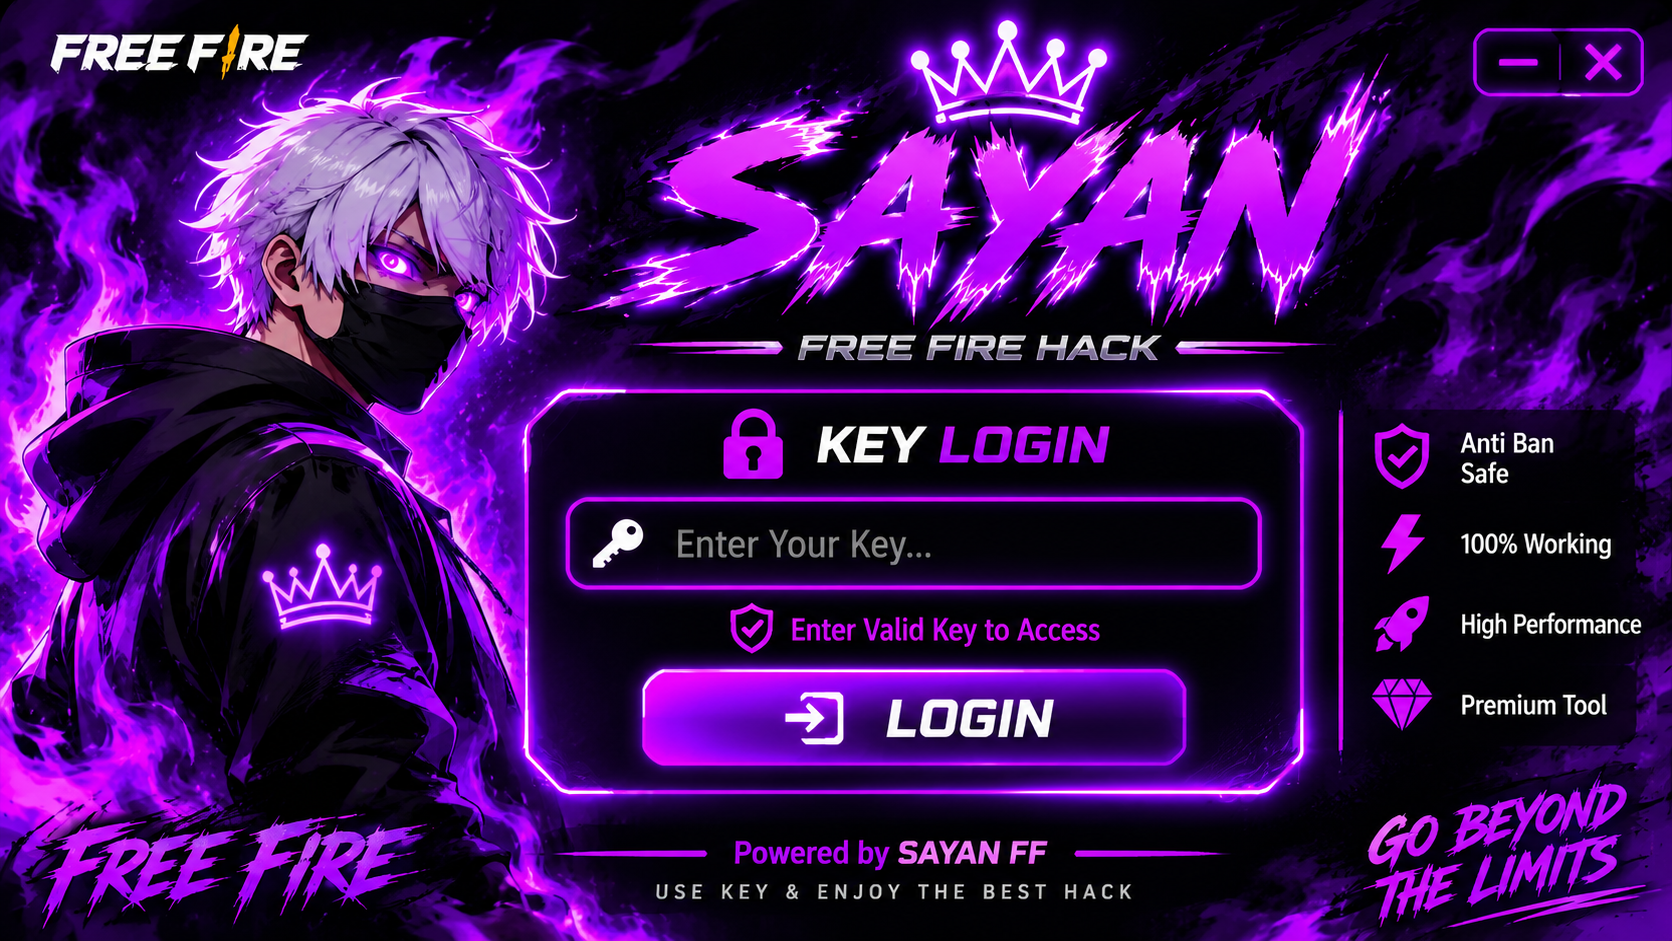 FREE FIRE
SAYAN
FREE FIRE HACK
KEY LOGIN
Enter Your Key...
Enter Valid Key to Access
LOGIN
Anti Ban
Safe
100% Working
High Performance
Premium Tool
FREE FIRE
Powered by SAYAN FF
USE KEY & ENJOY THE BEST HACK
GO BEYOND
THE LIMITS